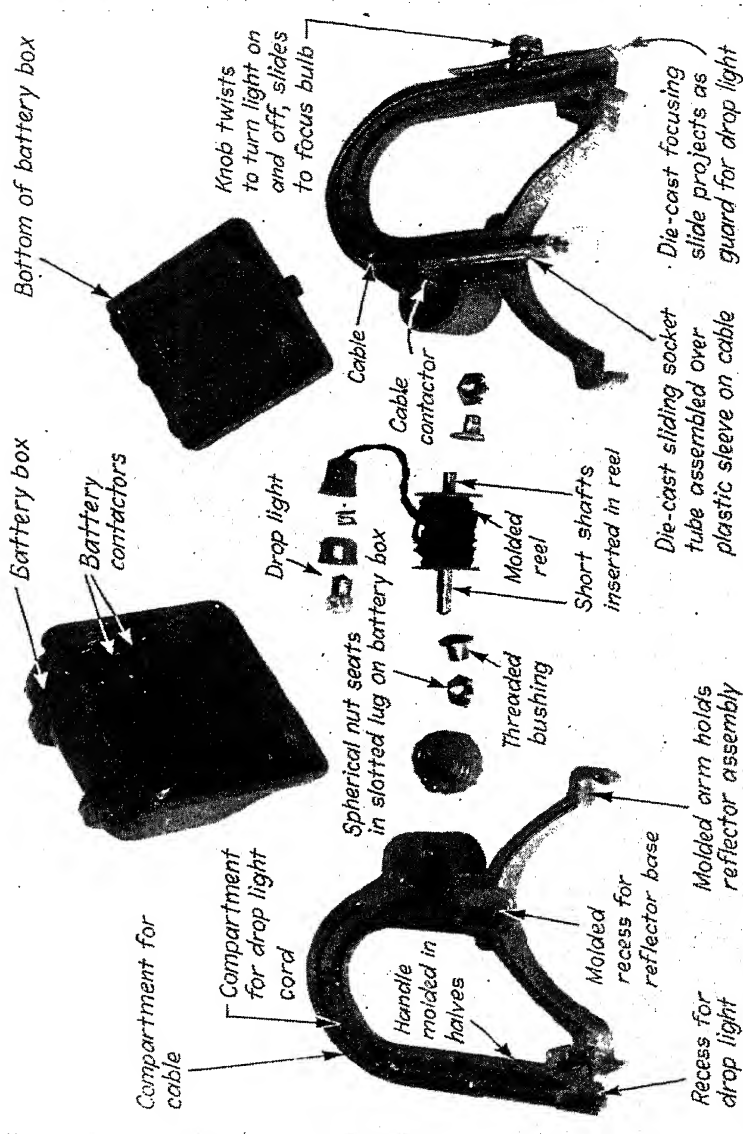 Compartment for
cable
Compartment
for drop light
cord
Handle
molded in
halves
Recess for
drop light
Molded
recess for
reflector base
Molded arm holds
reflector assembly
Battery box
Battery
contactors
Spherical nut seats
in slotted lug on battery box
Threaded
bushing
Drop light
Molded
reel
Short shafts
inserted in reel
Bottom of battery box
Cable
Cable
contactor
Knob twists
to turn light on
and off, slides
to focus bulb
Die-cast sliding socket
tube assembled over
plastic sleeve on cable
Die-cast focusing
slide projects as
guard for drop light